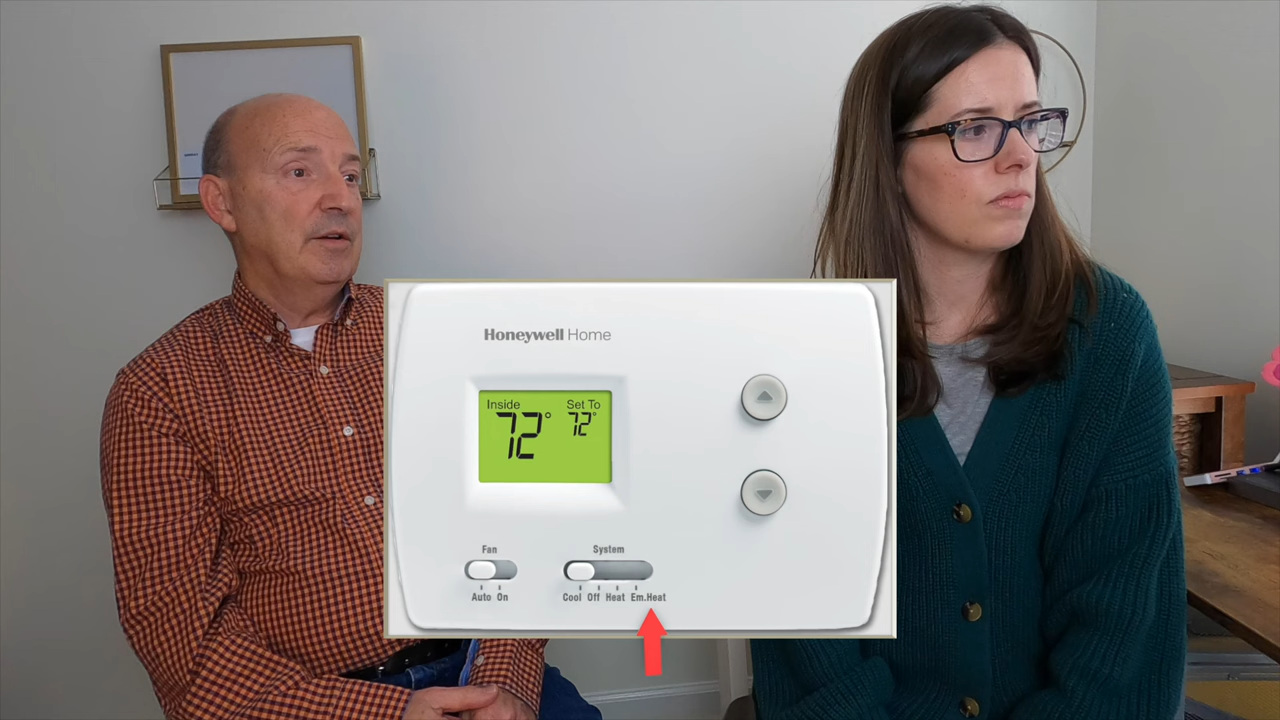 Honeywell Home
Inside Set To
72° 72°
Fan System
Auto On Cool Off Heat Em.Heat